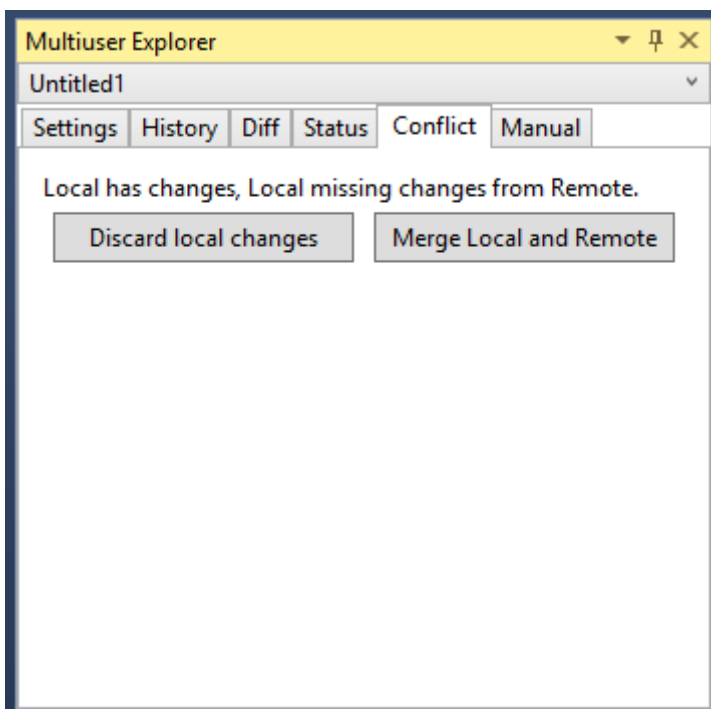 Multiuser Explorer
Untitled1
Settings History Diff Status Conflict Manual
Local has changes, Local missing changes from Remote.
Discard local changes Merge Local and Remote